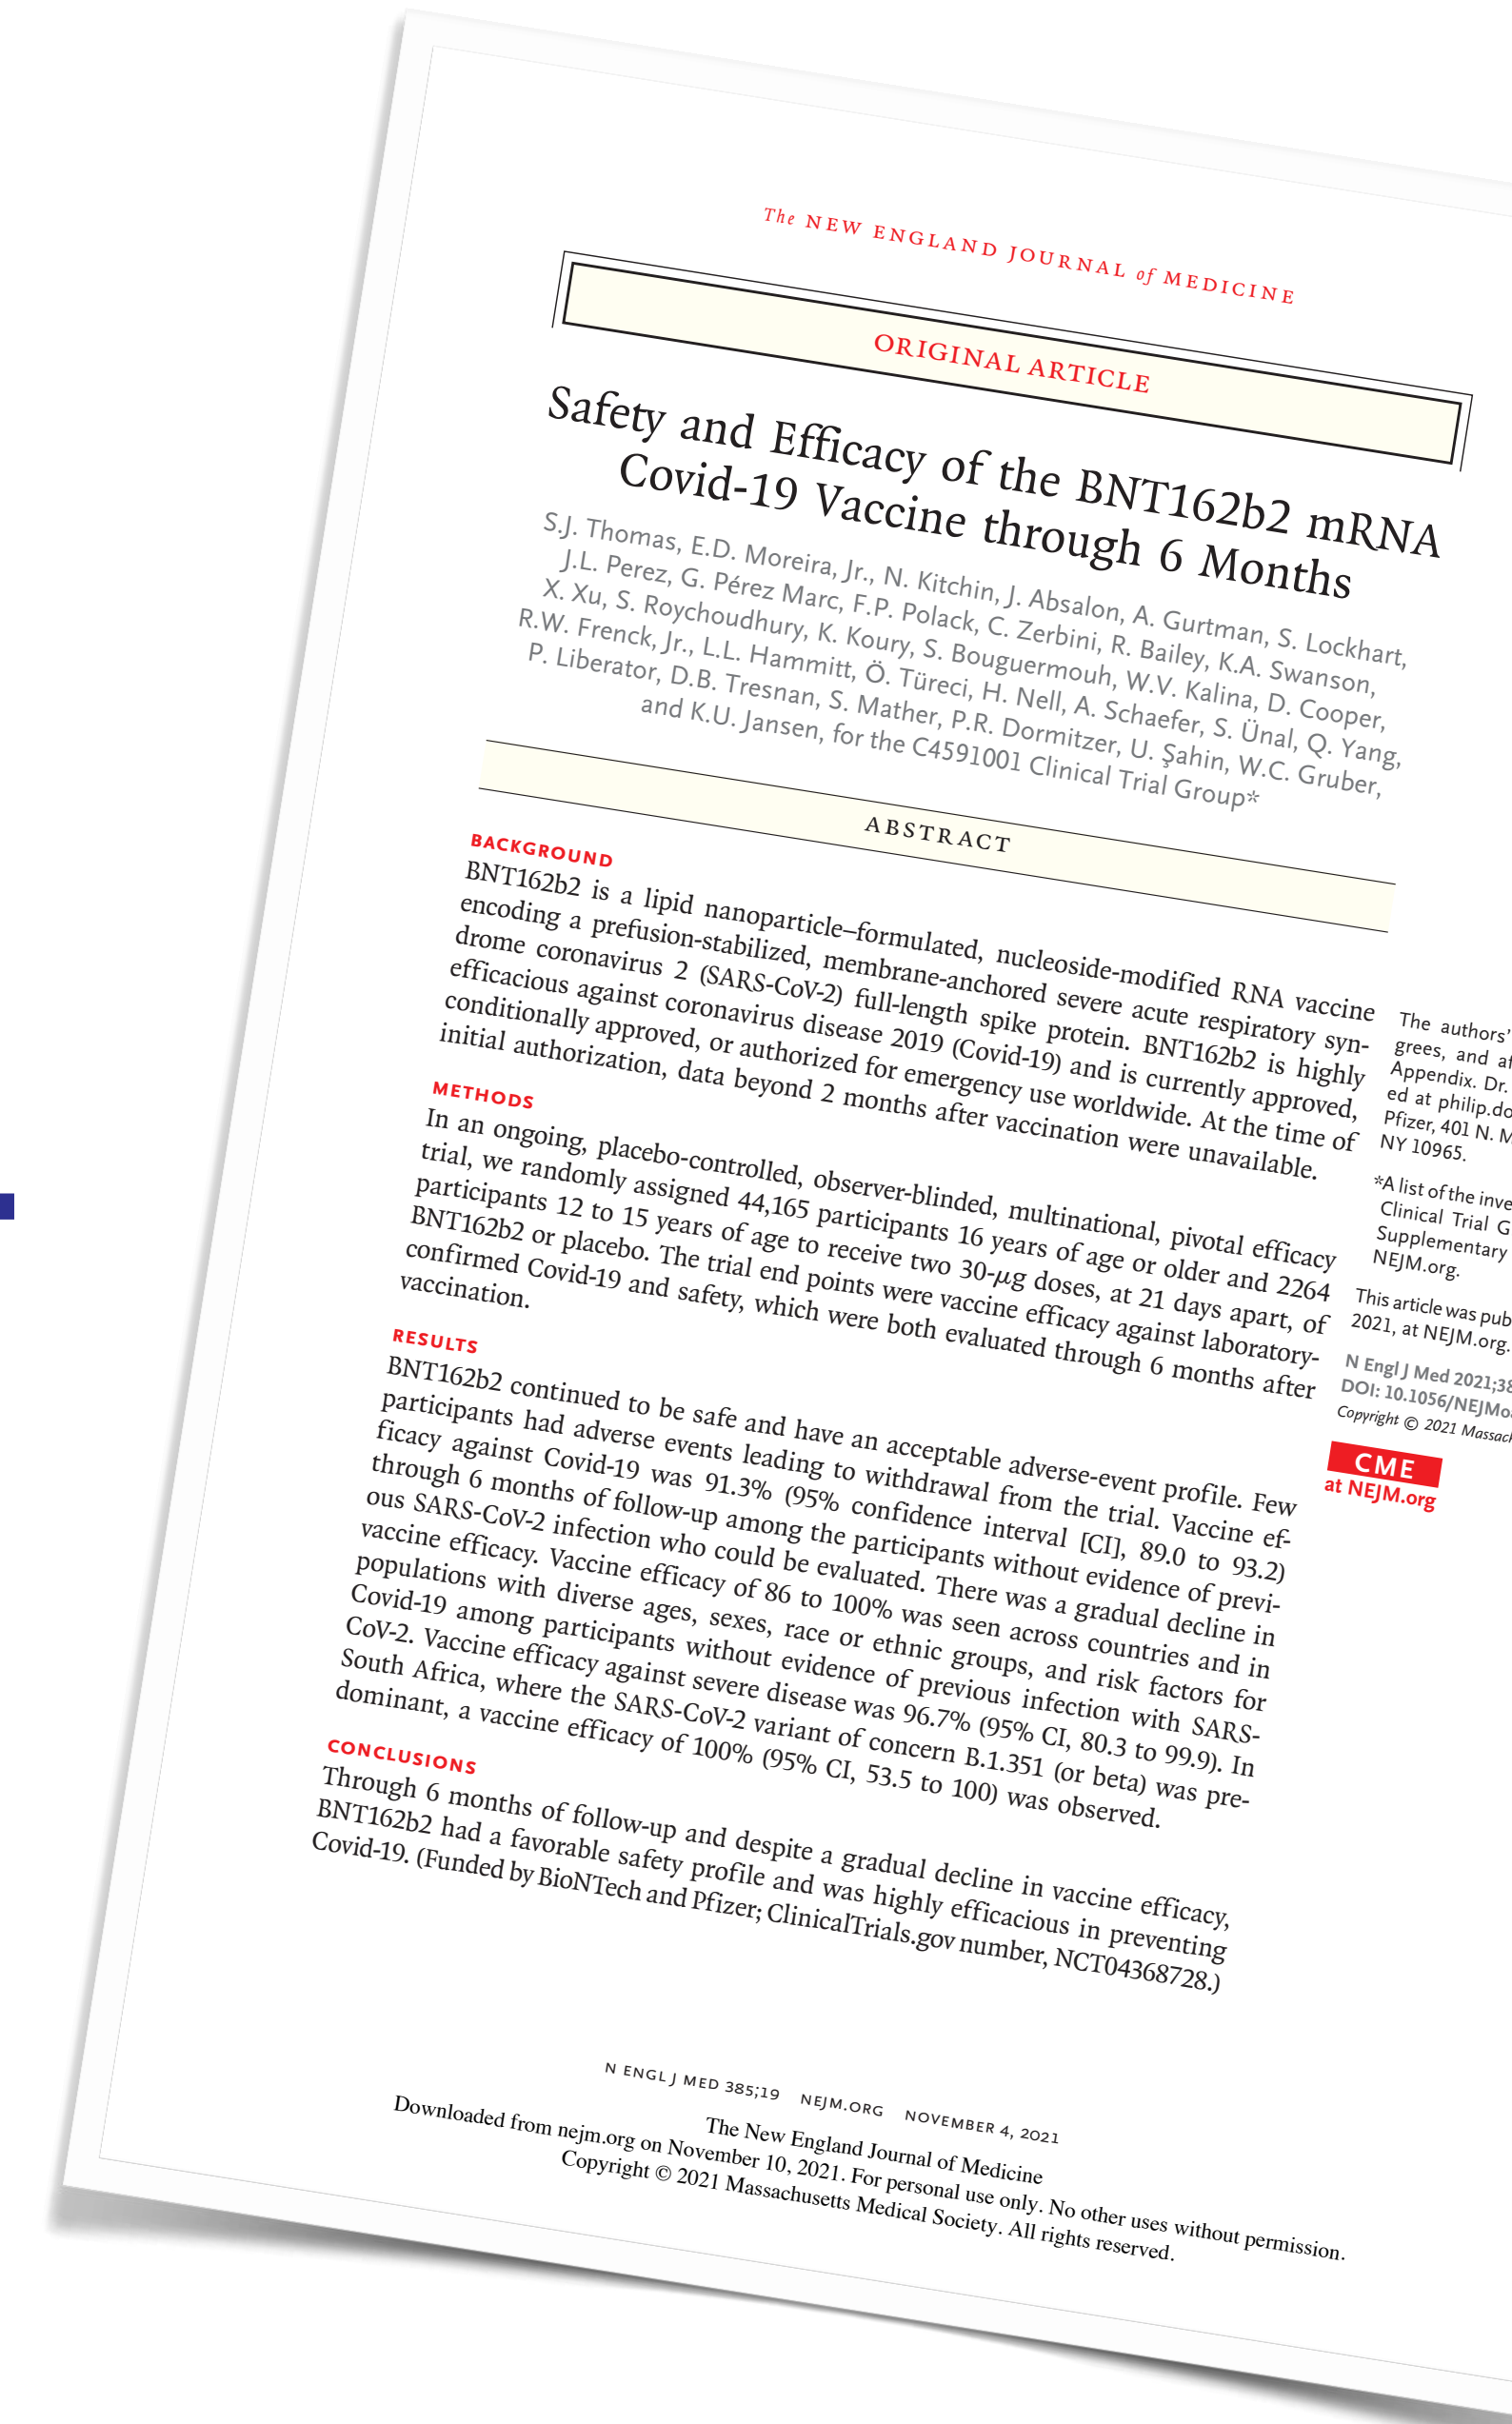 The NEW ENGLAND JOURNAL of MEDICINE
ORIGINAL ARTICLE
Safety and Efficacy of the BNT162b2 mRNA
Covid-19 Vaccine through 6 Months
S.J. Thomas, E.D. Moreira, Jr., N. Kitchin, J. Absalon, A. Gurtman, S. Lockhart,
J.L. Perez, G. Pérez Marc, F.P. Polack, C. Zerbini, R. Bailey, K.A. Swanson,
X. Xu, S. Roychoudhury, K. Koury, S. Bouguermouh, W.V. Kalina, D. Cooper,
R.W. Frenck, Jr., L.L. Hammitt, Ö. Türeci, H. Nell, A. Schaefer, S. Ünal, Q. Yang,
P. Liberator, D.B. Tresnan, S. Mather, P.R. Dormitzer, U. Şahin, W.C. Gruber,
and K.U. Jansen, for the C4591001 Clinical Trial Group*
ABSTRACT
BACKGROUND
BNT162b2 is a lipid nanoparticle–formulated, nucleoside-modified RNA vaccine
encoding a prefusion-stabilized, membrane-anchored severe acute respiratory syn-
drome coronavirus 2 (SARS-CoV-2) full-length spike protein. BNT162b2 is highly
efficacious against coronavirus disease 2019 (Covid-19) and is currently approved,
conditionally approved, or authorized for emergency use worldwide. At the time of
initial authorization, data beyond 2 months after vaccination were unavailable.
METHODS
In an ongoing, placebo-controlled, observer-blinded, multinational, pivotal efficacy
trial, we randomly assigned 44,165 participants 16 years of age or older and 2264
participants 12 to 15 years of age to receive two 30-μg doses, at 21 days apart, of
BNT162b2 or placebo. The trial end points were vaccine efficacy against laboratory-
confirmed Covid-19 and safety, which were both evaluated through 6 months after
vaccination.
RESULTS
BNT162b2 continued to be safe and have an acceptable adverse-event profile. Few
participants had adverse events leading to withdrawal from the trial. Vaccine ef-
ficacy against Covid-19 was 91.3% (95% confidence interval [CI], 89.0 to 93.2)
through 6 months of follow-up among the participants without evidence of previ-
ous SARS-CoV-2 infection who could be evaluated. There was a gradual decline in
vaccine efficacy. Vaccine efficacy of 86 to 100% was seen across countries and in
populations with diverse ages, sexes, race or ethnic groups, and risk factors for
Covid-19 among participants without evidence of previous infection with SARS-
CoV-2. Vaccine efficacy against severe disease was 96.7% (95% CI, 80.3 to 99.9). In
South Africa, where the SARS-CoV-2 variant of concern B.1.351 (or beta) was pre-
dominant, a vaccine efficacy of 100% (95% CI, 53.5 to 100) was observed.
CONCLUSIONS
Through 6 months of follow-up and despite a gradual decline in vaccine efficacy,
BNT162b2 had a favorable safety profile and was highly efficacious in preventing
Covid-19. (Funded by BioNTech and Pfizer; ClinicalTrials.gov number, NCT04368728.)
The authors’
grees, and
Appendix. Dr.
ed at philip.do
Pfizer, 401 N.
NY 10965.
*A list of the inve
Clinical Trial G
Supplementary
NEJM.org.
This article was pub
2021, at NEJM.org.
N Engl J Med 2021;38
DOI: 10.1056/NEJMo
Copyright © 2021 Massac
CME
at NEJM.org
N ENGL J MED 385;19 NEJM.ORG NOVEMBER 4, 2021
The New England Journal of Medicine
Downloaded from nejm.org on November 10, 2021. For personal use only. No other uses without permission.
Copyright © 2021 Massachusetts Medical Society. All rights reserved.